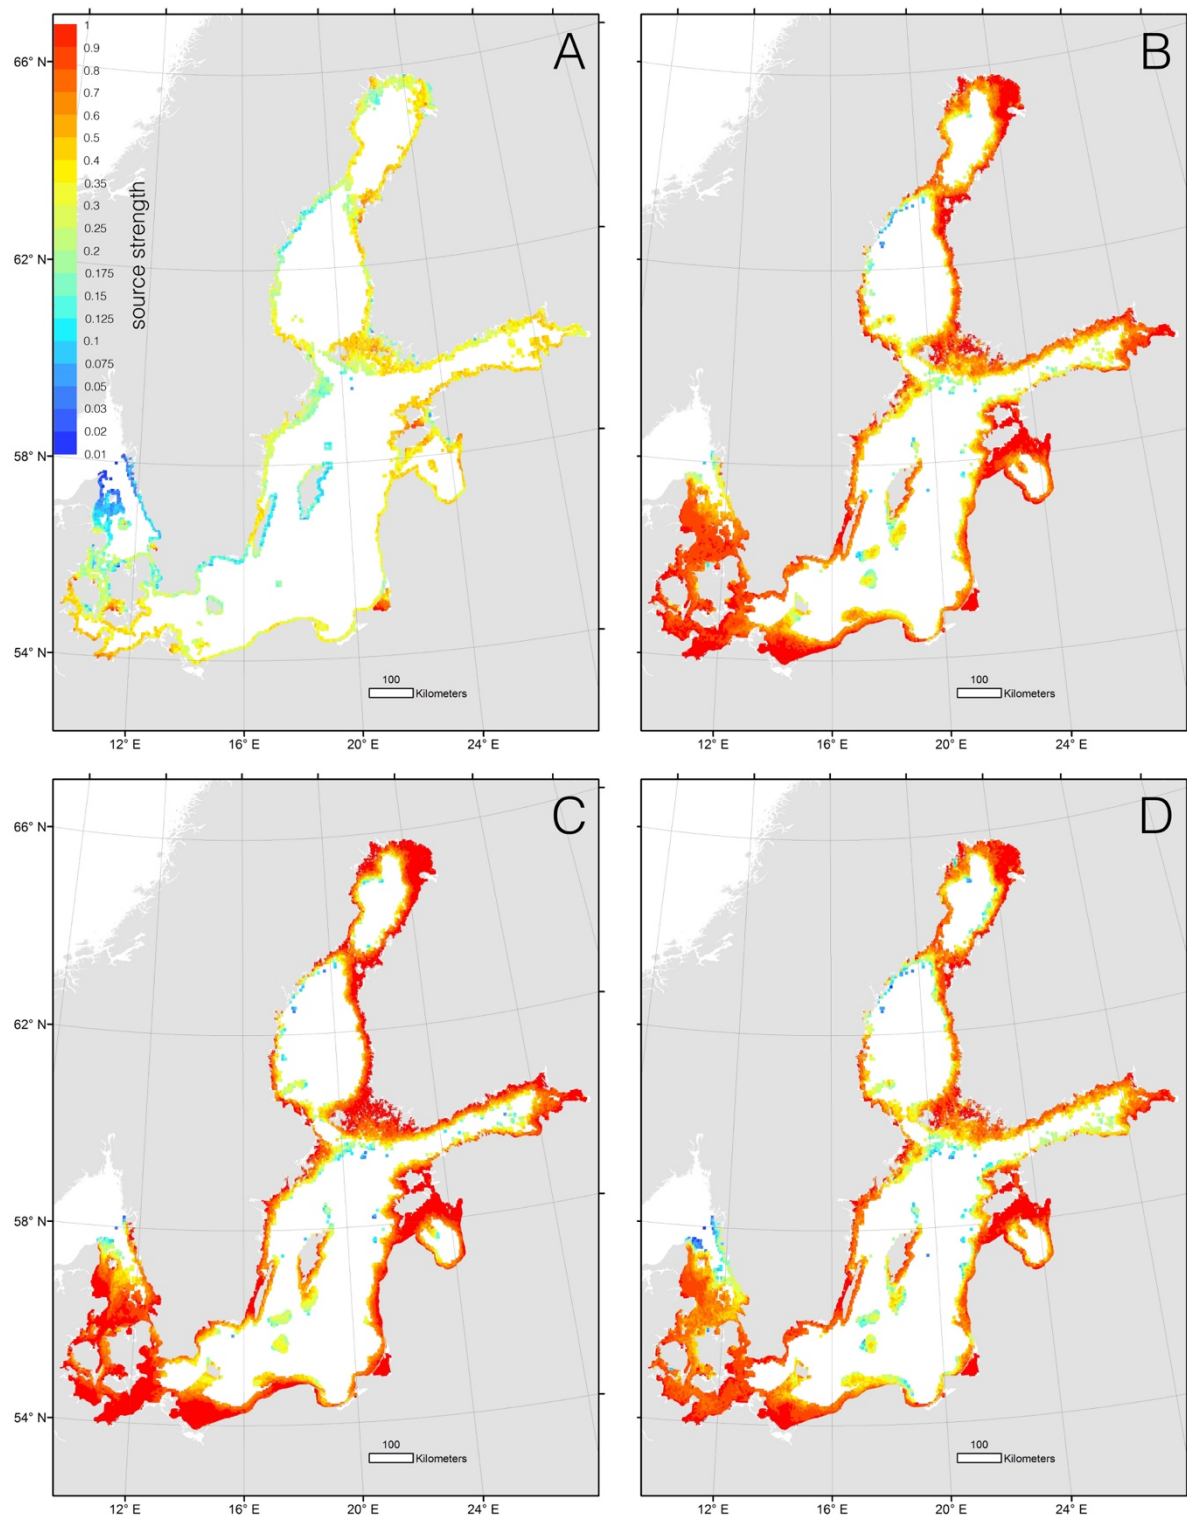 A
B
1
0.9
0.8
0.7
0.6
0.5
0.4
0.35
0.3
0.25
0.2
0.175
0.15
0.125
0.1
0.075
0.05
0.03
0.02
0.01
source strength
66° N
62° N
58° N
54° N
100
Kilometers
100
Kilometers
12° E 16° E 20° E 24° E
12° E 16° E 20° E 24° E
C
D
66° N
62° N
58° N
54° N
100
Kilometers
100
Kilometers
12° E 16° E 20° E 24° E
12° E 16° E 20° E 24° E